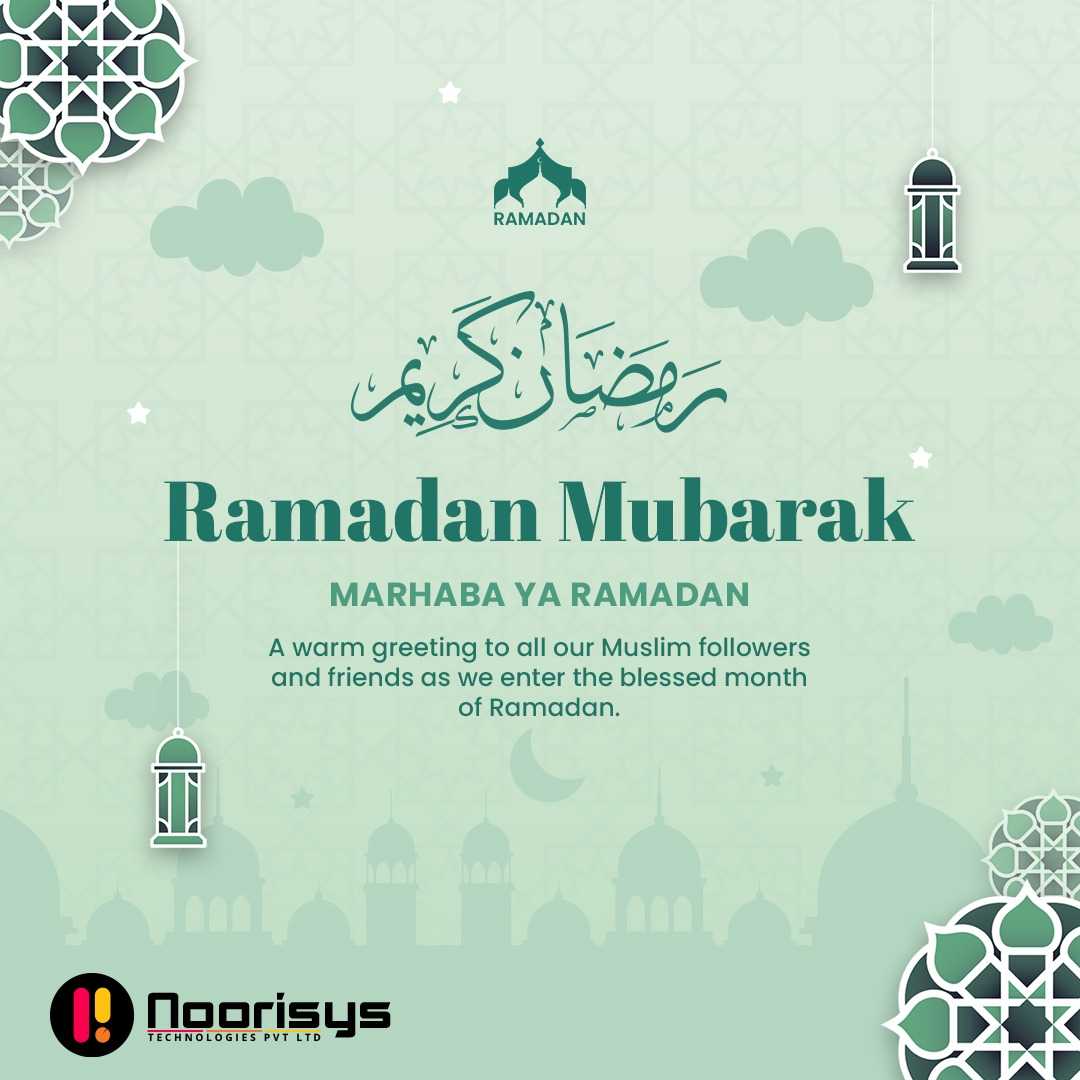 RAMADAN
رمضان كريم
Ramadan Mubarak
MARHABA YA RAMADAN
A warm greeting to all our Muslim followers
and friends as we enter the blessed month
of Ramadan.
Noorisys
TECHNOLOGIES PVT LTD